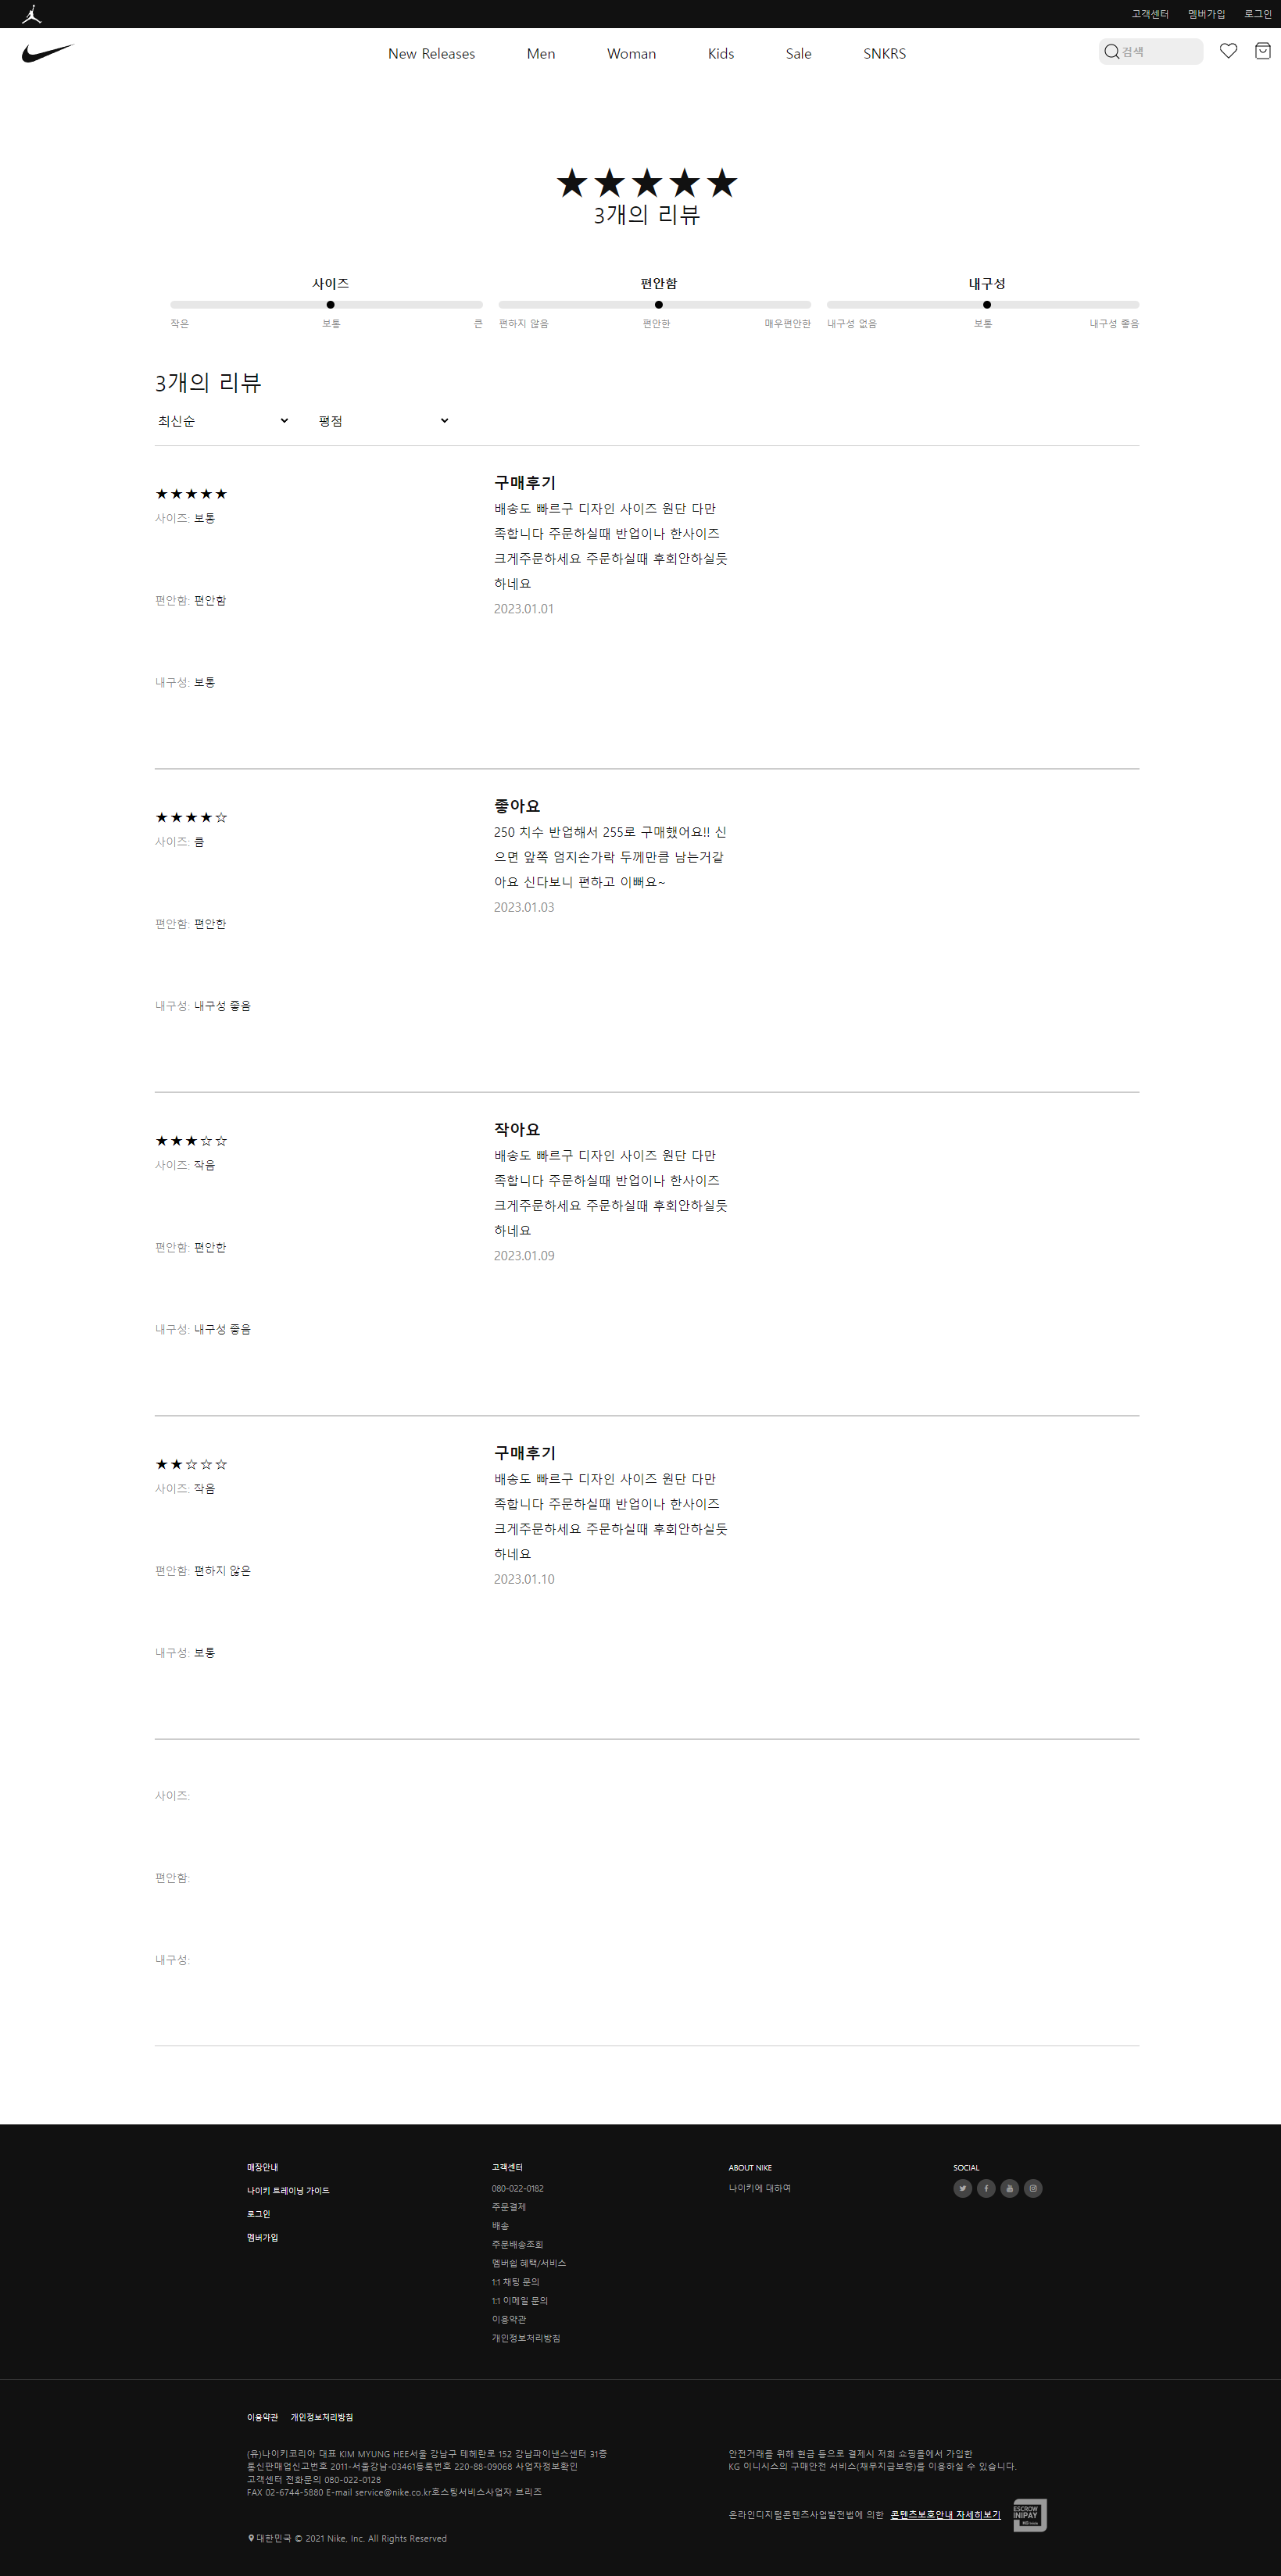 고객센터 멤버가입 로그인
New Releases Men Woman Kids Sale SNKRS 검색
★★★★★
3개의 리뷰
사이즈 편안함 내구성
작은 보통 큰 편하지 않음 편안한 매우편안한 내구성 없음 보통 내구성 좋음
3개의 리뷰
최신순 평점
★★★★★
사이즈: 보통
편안함: 편안함
내구성: 보통
구매후기
배송도 빠르구 디자인 사이즈 원단 다만
족합니다 주문하실때 반업이나 한사이즈
크게주문하세요 주문하실때 후회안하실듯
하네요
2023.01.01
★★★★☆
사이즈: 큼
편안함: 편안한
내구성: 내구성 좋음
좋아요
250 치수 반업해서 255로 구매했어요!! 신
으면 앞쪽 엄지손가락 두께만큼 남는거같
아요 신다보니 편하고 이뻐요~
2023.01.03
★★★☆☆
사이즈: 작음
편안함: 편안한
내구성: 내구성 좋음
작아요
배송도 빠르구 디자인 사이즈 원단 다만
족합니다 주문하실때 반업이나 한사이즈
크게주문하세요 주문하실때 후회안하실듯
하네요
2023.01.09
★★☆☆☆
사이즈: 작음
편안함: 편하지 않은
내구성: 보통
구매후기
배송도 빠르구 디자인 사이즈 원단 다만
족합니다 주문하실때 반업이나 한사이즈
크게주문하세요 주문하실때 후회안하실듯
하네요
2023.01.10
사이즈:
편안함:
내구성:
매장안내
나이키 트레이닝 가이드
로그인
멤버가입
고객센터
080-022-0182
주문결제
배송
주문배송조회
멤버쉽 혜택/서비스
1:1 채팅 문의
1:1 이메일 문의
이용약관
개인정보처리방침
ABOUT NIKE
나이키에 대하여
SOCIAL
이용약관 개인정보처리방침
(유)나이키코리아 대표 KIM MYUNG HEE서울 강남구 테헤란로 152 강남파이낸스센터 31층
통신판매업신고번호 2011-서울강남-03461등록번호 220-88-09068 사업자정보확인
고객센터 전화문의 080-022-0128
FAX 02-6744-5880 E-mail service@nike.co.kr호스팅서비스사업자 브리즈
안전거래를 위해 현금 등으로 결제시 저희 쇼핑몰에서 가입한
KG 이니시스의 구매안전 서비스(채무지급보증)를 이용하실 수 있습니다.
온라인디지털콘텐츠사업발전법에 의한 콘텐츠보호안내 자세히보기
ESCROW
INIPAY
대한민국 © 2021 Nike, Inc. All Rights Reserved